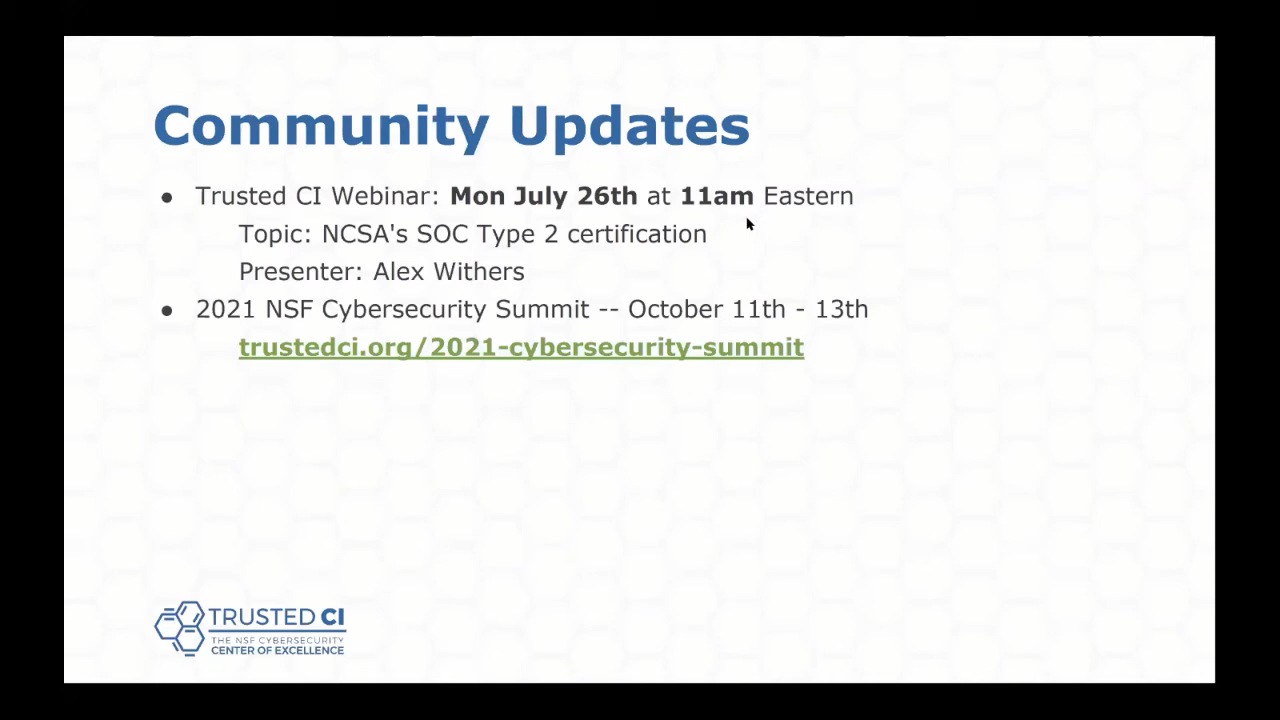 Community Updates
● Trusted CI Webinar: Mon July 26th at 11am Eastern
Topic: NCSA's SOC Type 2 certification
Presenter: Alex Withers
● 2021 NSF Cybersecurity Summit -- October 11th - 13th
trustedci.org/2021-cybersecurity-summit
TRUSTED CI
THE NSF CYBERSECURITY
CENTER OF EXCELLENCE